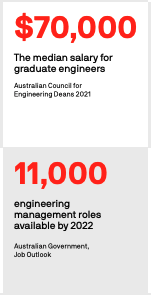 $70,000
The median salary for
graduate engineers
Australian Council for
Engineering Deans 2021
11,000
engineering
management roles
available by 2022
Australian Government,
Job Outlook